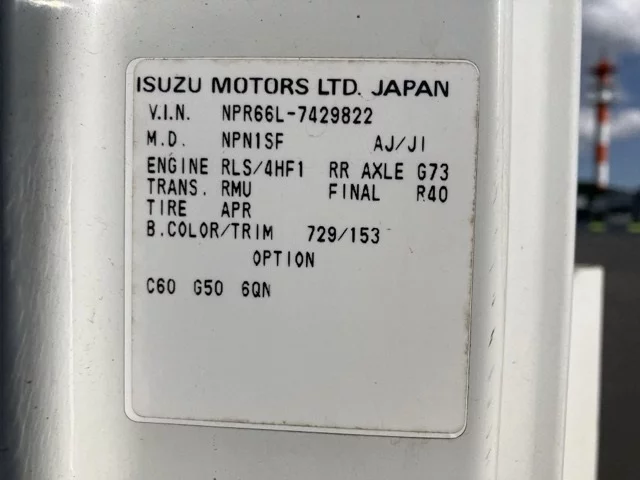 ISUZU MOTORS LTD. JAPAN
V.I.N. NPR66L-7429822
M.D. NPN1SF AJ/JI
ENGINE RLS/4HF1 RR AXLE G73
TRANS. RMU FINAL R40
TIRE APR
B.COLOR/TRIM 729/153
OPTION
C60 G50 6QN